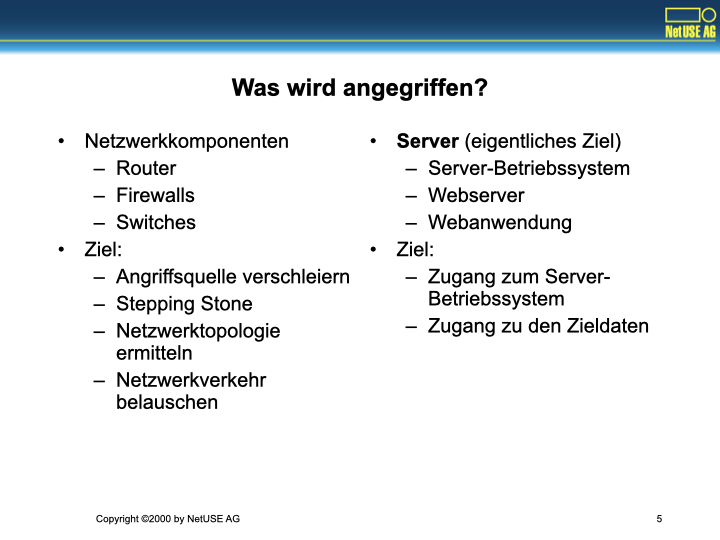 NetUSE AG
Was wird angegriffen?
• Netzwerkkomponenten
– Router
– Firewalls
– Switches
• Ziel:
– Angriffsquelle verschleiern
– Stepping Stone
– Netzwerktopologie
ermitteln
– Netzwerkverkehr
belauschen
• Server (eigentliches Ziel)
– Server-Betriebssystem
– Webserver
– Webanwendung
• Ziel:
– Zugang zum Server-
Betriebssystem
– Zugang zu den Zieldaten
Copyright ©2000 by NetUSE AG
5